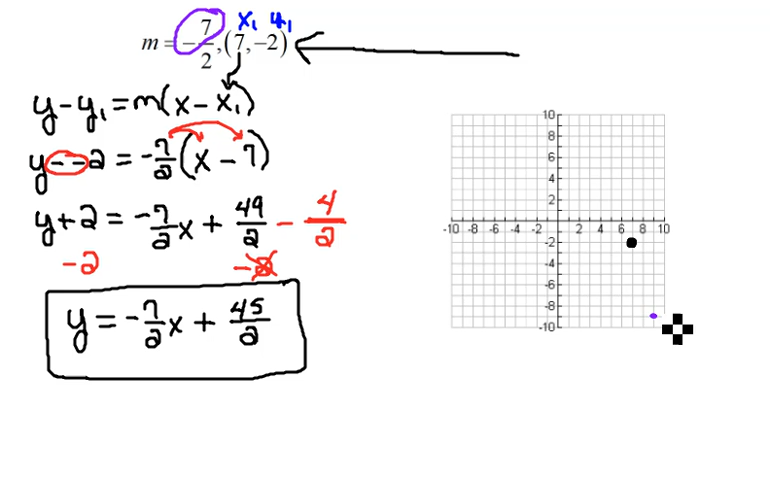 x₁ y₁
m = -7/2, (7, -2)
y - y₁ = m(x - x₁)
y - -2 = -7/2(x - 7)
y + 2 = -7/2x + 49/2 - 4/2
-2 -2
y = -7/2x + 45/2
10
8
6
4
2
-10 -8 -6 -4 -2 2 4 6 8 10
-2
-4
-6
-8
-10